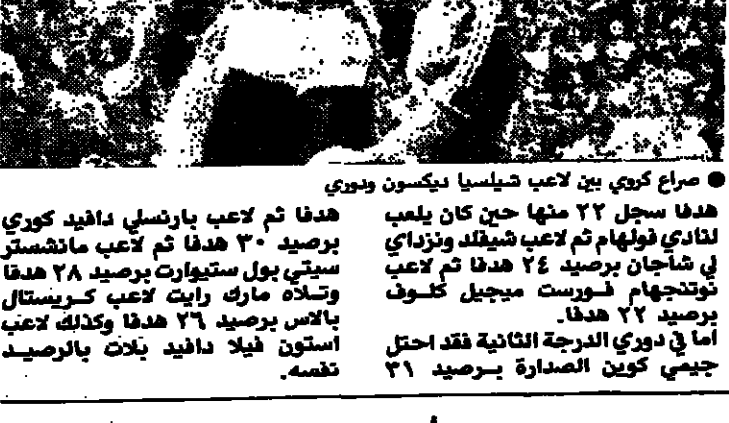 ● صراع كروي بين لاعب شيلسيا ديكسون ودوري
هدفا سجل ٢٢ منها حين كان يلعب
لنادي فولهام ثم لاعب شيفلد ونزداي
لي شاجان برصيد ٢٤ هدفا ثم لاعب
نوتنجهام فورست ميجيل كلوف
برصيد ٢٢ هدفا.
اما في دوري الدرجة الثانية فقد احتل
جيمي كوين الصدارة برصيد ٣١
هدفا ثم لاعب بارنسلي دافيد كوري
برصيد ٣٠ هدفا ثم لاعب مانشستر
سيتي بول ستيوارت برصيد ٢٨ هدفا
وتلاه مارك رايت لاعب كريستال
بالاس برصيد ٢٦ هدفا وكذلك لاعب
استون فيلا دافيد بلات بالرصيد
نفسه.